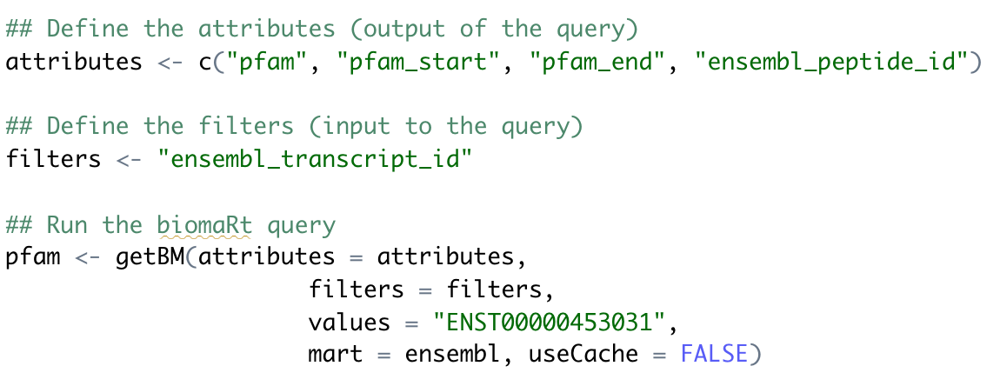 ## Define the attributes (output of the query)
attributes <- c("pfam", "pfam_start", "pfam_end", "ensembl_peptide_id")
## Define the filters (input to the query)
filters <- "ensembl_transcript_id"
## Run the biomaRt query
pfam <- getBM(attributes = attributes,
filters = filters,
values = "ENST00000453031",
mart = ensembl, useCache = FALSE)